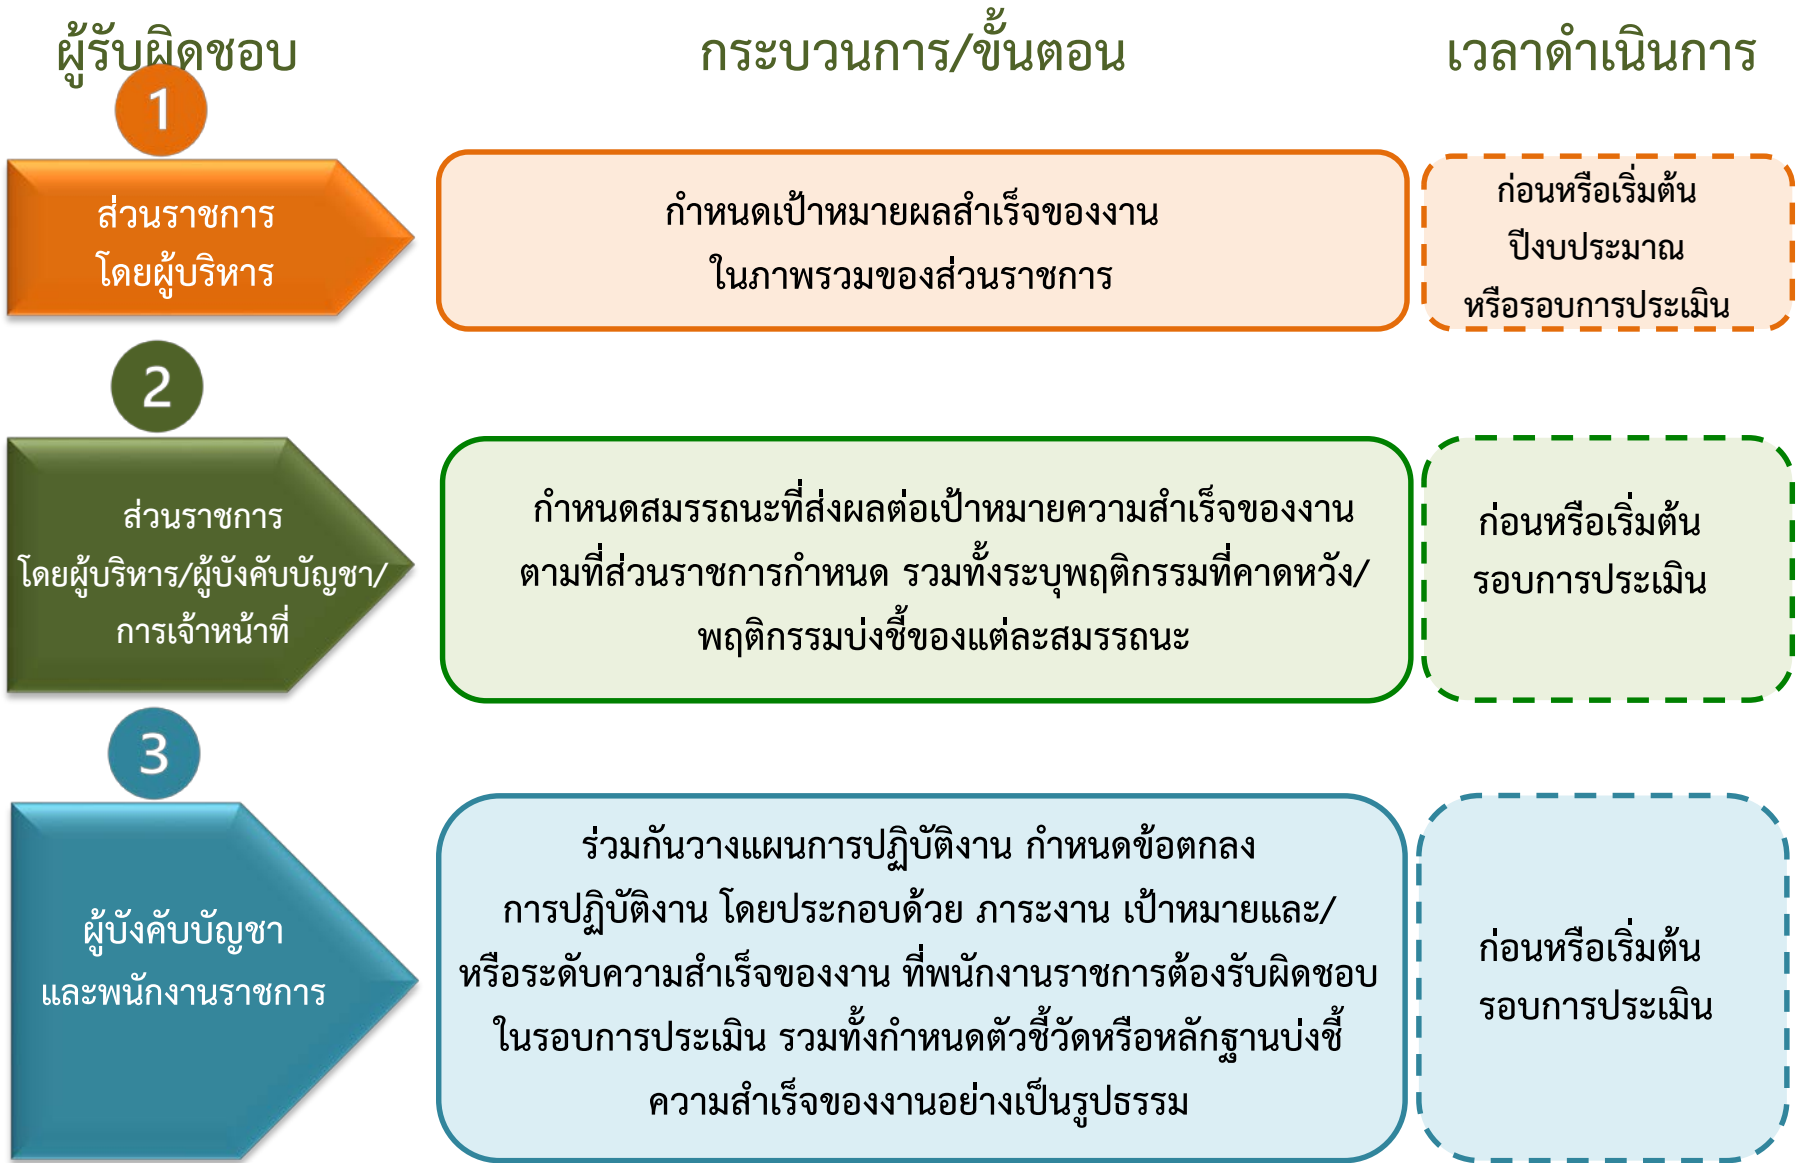 ผู้รับผิดชอบ
กระบวนการ/ขั้นตอน
เวลาดำเนินการ
1
ส่วนราชการ
โดยผู้บริหาร
กำหนดเป้าหมายผลสำเร็จของงาน
ในภาพรวมของส่วนราชการ
ก่อนหรือเริ่มต้น
ปีงบประมาณ
หรือรอบการประเมิน
2
ส่วนราชการ
โดยผู้บริหาร/ผู้บังคับบัญชา/
การเจ้าหน้าที่
กำหนดสมรรถนะที่ส่งผลต่อเป้าหมายความสำเร็จของงาน
ตามที่ส่วนราชการกำหนด รวมทั้งระบุพฤติกรรมที่คาดหวัง/
พฤติกรรมบ่งชี้ของแต่ละสมรรถนะ
ก่อนหรือเริ่มต้น
รอบการประเมิน
3
ผู้บังคับบัญชา
และพนักงานราชการ
ร่วมกันวางแผนการปฏิบัติงาน กำหนดข้อตกลง
การปฏิบัติงาน โดยประกอบด้วย ภาระงาน เป้าหมายและ/
หรือระดับความสำเร็จของงาน ที่พนักงานราชการต้องรับผิดชอบ
ในรอบการประเมิน รวมทั้งกำหนดตัวชี้วัดหรือหลักฐานบ่งชี้
ความสำเร็จของงานอย่างเป็นรูปธรรม
ก่อนหรือเริ่มต้น
รอบการประเมิน